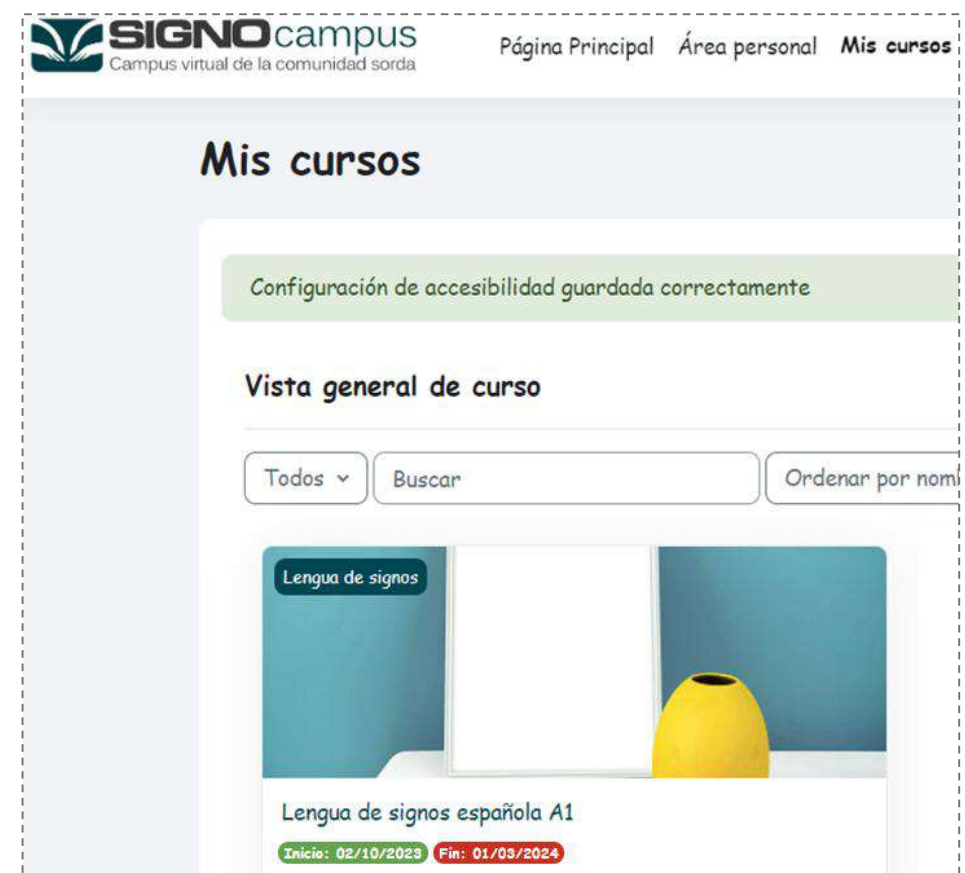 SIGNOcampus
Campus virtual de la comunidad sorda
Página Principal Área personal Mis cursos
Mis cursos
Configuración de accesibilidad guardada correctamente
Vista general de curso
Todos Buscar Ordenar por
Lengua de signos
Lengua de signos española A1
Inicio: 02/10/2023 Fin: 01/03/2024